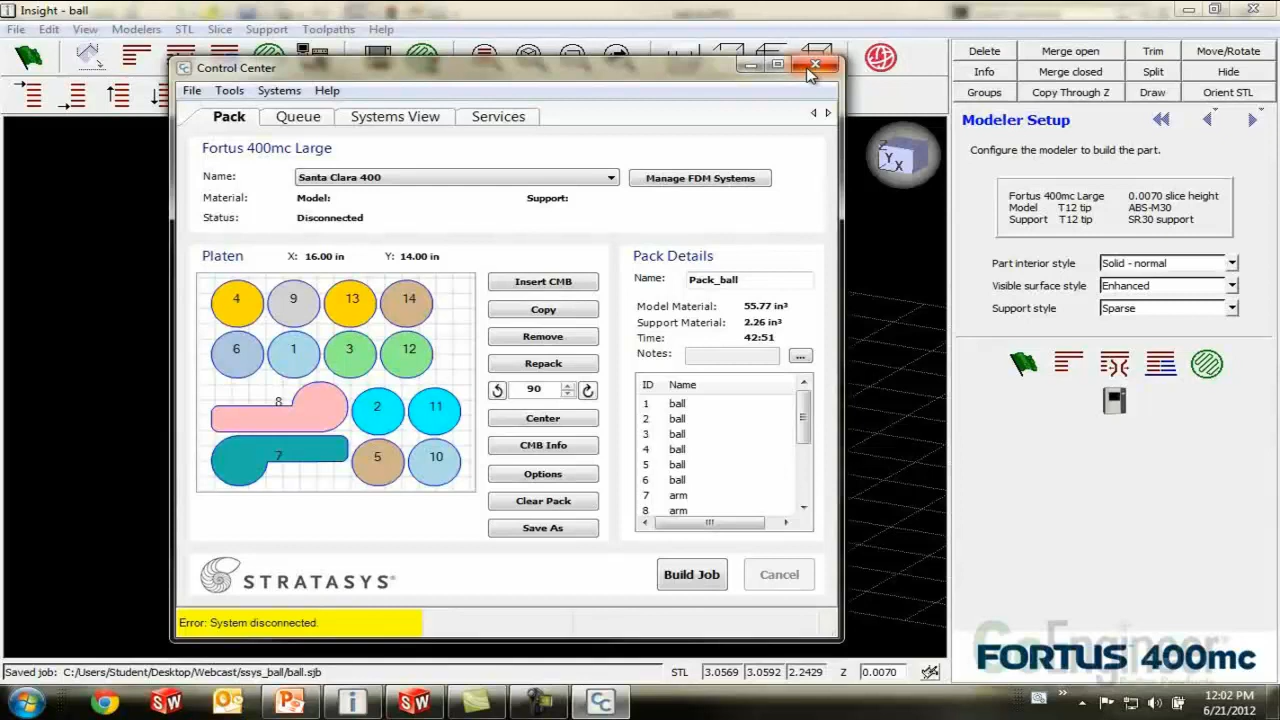 Insight - ball
File Edit View Modelers STL Slice Support Toolpaths Help
Control Center
File Tools Systems Help
Pack Queue Systems View Services
Fortus 400mc Large
Name: Santa Clara 400 Manage FDM Systems
Material: Model: Support:
Status: Disconnected
Platen X: 16.00 in Y: 14.00 in
4 9 13 14
6 1 3 12
8 2 11
7 5 10
Insert CMB
Copy
Remove
Repack
90
Center
CMB Info
Options
Clear Pack
Save As
Pack Details
Name: Pack_ball
Model Material: 55.77 in³
Support Material: 2.26 in³
Time: 42:51
Notes: ...
ID Name
1 ball
2 ball
3 ball
4 ball
5 ball
6 ball
7 arm
8 arm
STRATASYS
Build Job Cancel
Error: System disconnected.
Z
Y X
Delete Merge open Trim Move/Rotate
Info Merge closed Split Hide
Groups Copy Through Z Draw Orient STL
Modeler Setup
Configure the modeler to build the part.
Fortus 400mc Large 0.0070 slice height
Model T12 tip ABS-M30
Support T12 tip SR30 support
Part interior style Solid - normal
Visible surface style Enhanced
Support style Sparse
GoEngineer
FORTUS 400mc
Saved job: C:/Users/Student/Desktop/Webcast/ssys_ball/ball.sjb STL 3.0569 3.0592 2.2429 Z 0.0070
12:02 PM
6/21/2012